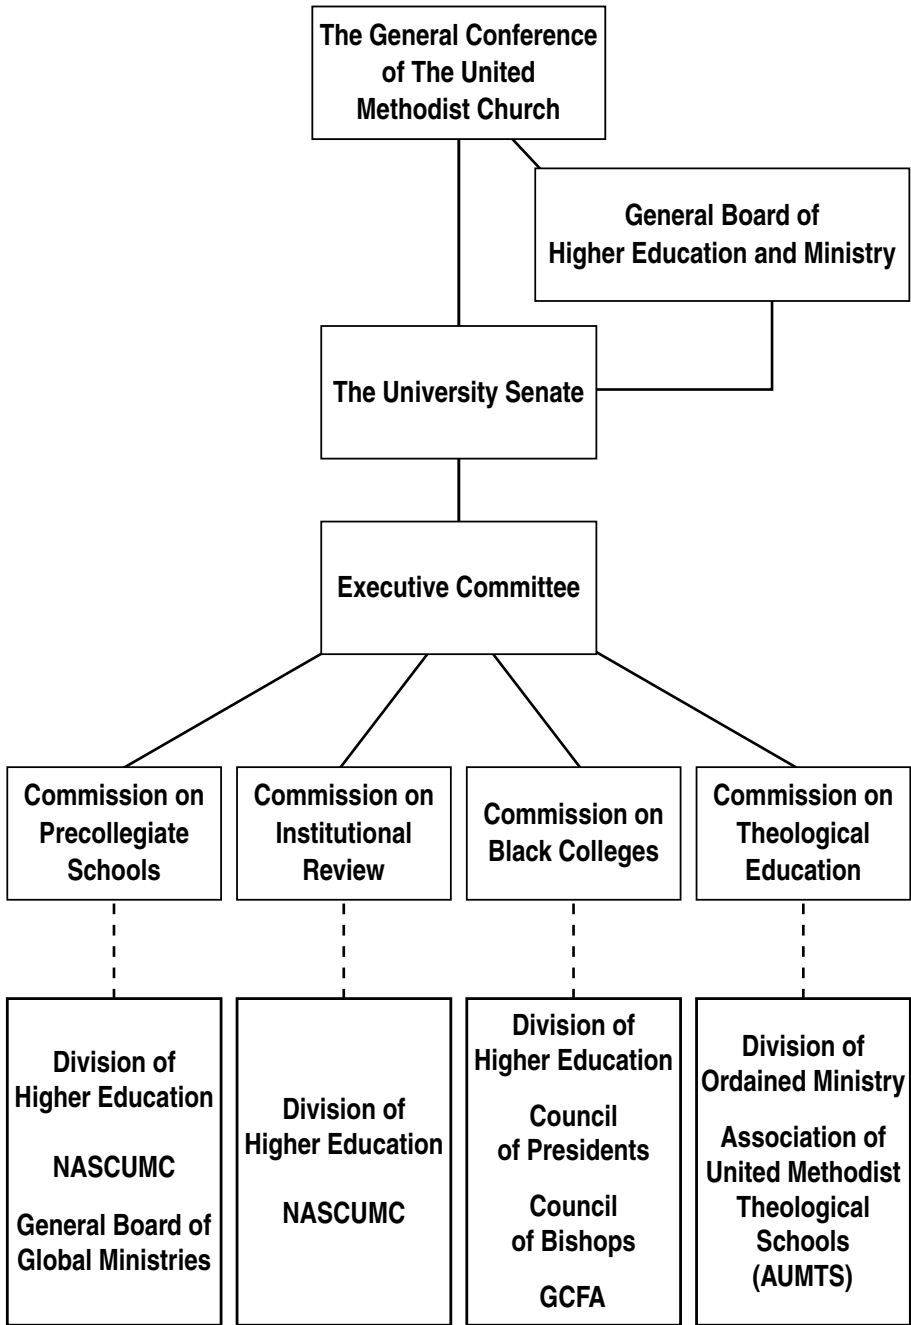 The General Conference
of The United
Methodist Church
General Board of
Higher Education and Ministry
The University Senate
Executive Committee
Commission on
Precollegiate
Schools
Commission on
Institutional
Review
Commission on
Black Colleges
Commission on
Theological
Education
Division of
Higher Education
NASCUMC
General Board of
Global Ministries
Division of
Higher Education
NASCUMC
Division of
Higher Education
Council
of Presidents
Council
of Bishops
GCFA
Division of
Ordained Ministry
Association of
United Methodist
Theological
Schools
(AUMTS)